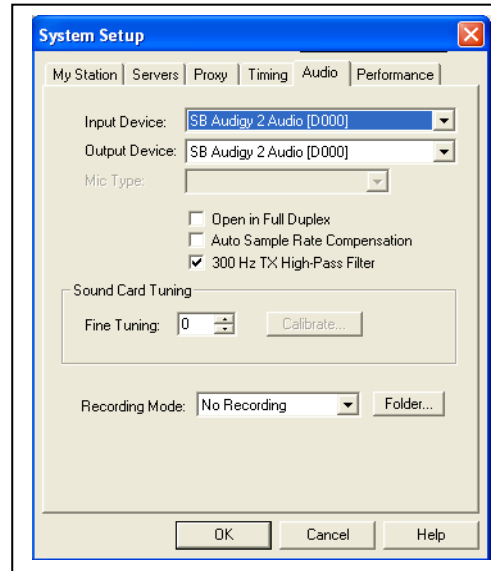 System Setup
My Station Servers Proxy Timing Audio Performance
Input Device: SB Audigy 2 Audio [D000]
Output Device: SB Audigy 2 Audio [D000]
Mic Type:
Open in Full Duplex
Auto Sample Rate Compensation
300 Hz TX High-Pass Filter
Sound Card Tuning
Fine Tuning: 0 Calibrate...
Recording Mode: No Recording Folder...
OK Cancel Help